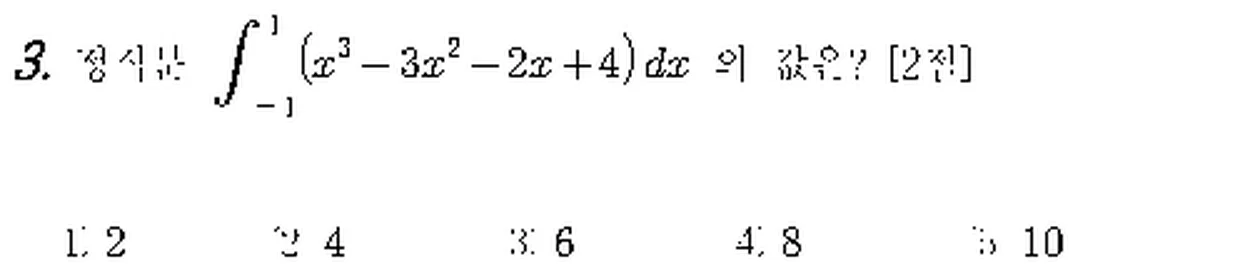 3. 정적분 ∫_{-1}^{1} (x³ − 3x² − 2x + 4) dx 의 값은? [2점]
① 2 ② 4 ③ 6 ④ 8 ⑤ 10